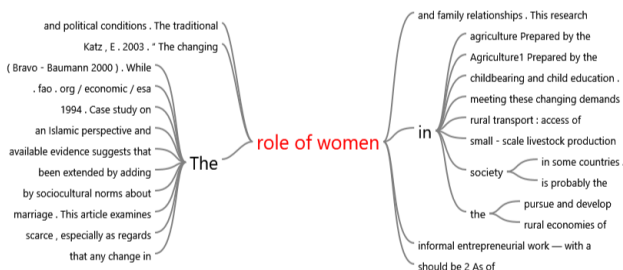 and political conditions . The traditional
Katz , E . 2003 . " The changing
( Bravo - Baumann 2000 ) . While
. fao . org / economic / esa
1994 . Case study on
an Islamic perspective and
available evidence suggests that
been extended by adding
by sociocultural norms about
marriage . This article examines
scarce , especially as regards
that any change in
The
role of women
and family relationships . This research
in
agriculture Prepared by the
Agriculture1 Prepared by the
childbearing and child education .
meeting these changing demands
rural transport : access of
small - scale livestock production
society
in some countries
is probably the
the
pursue and develop
rural economies of
informal entrepreneurial work — with a
should be 2 As of